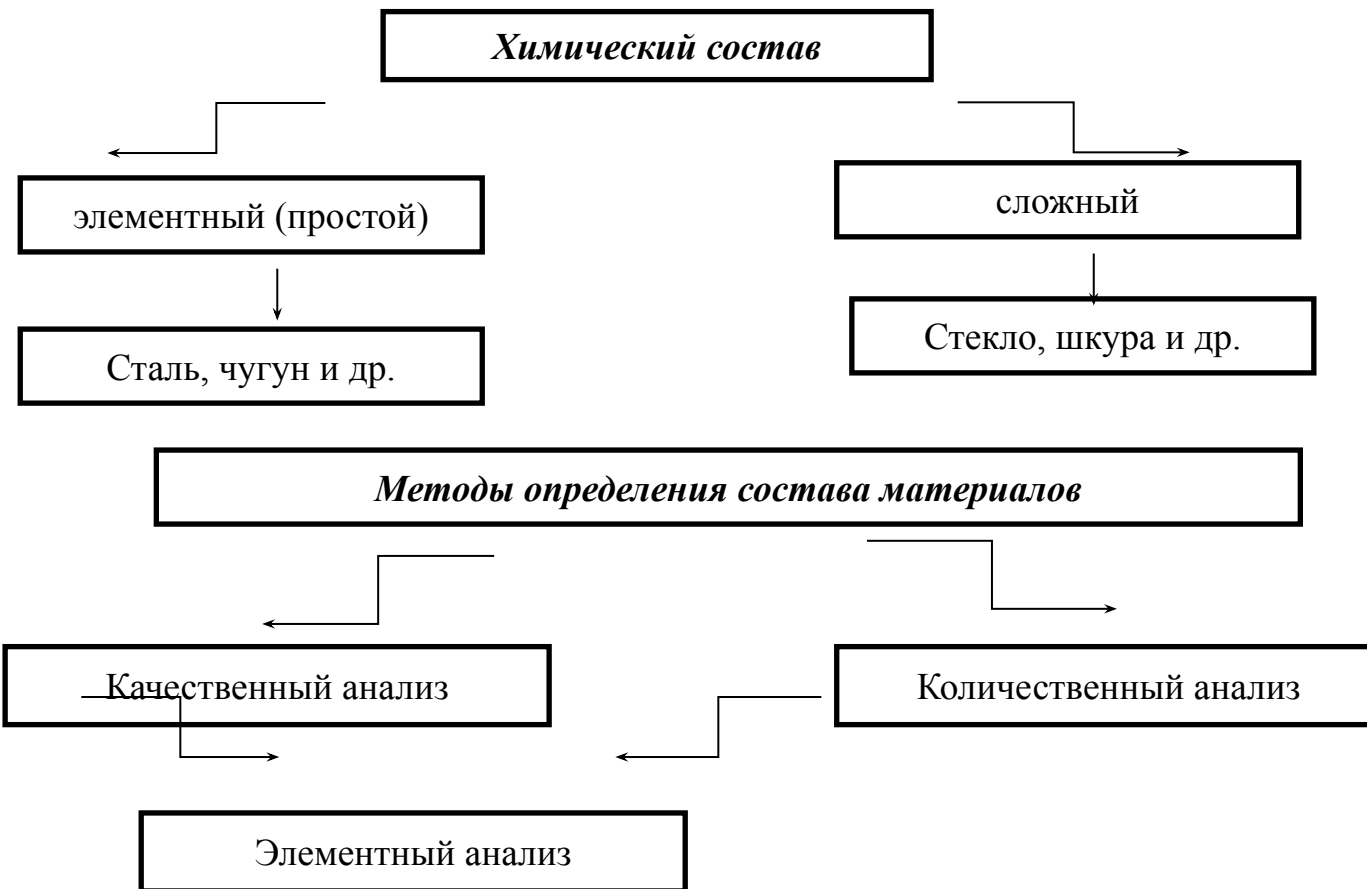 Химический состав
элементный (простой)
сложный
Сталь, чугун и др.
Стекло, шкура и др.
Методы определения состава материалов
Качественный анализ
Количественный анализ
Элементный анализ